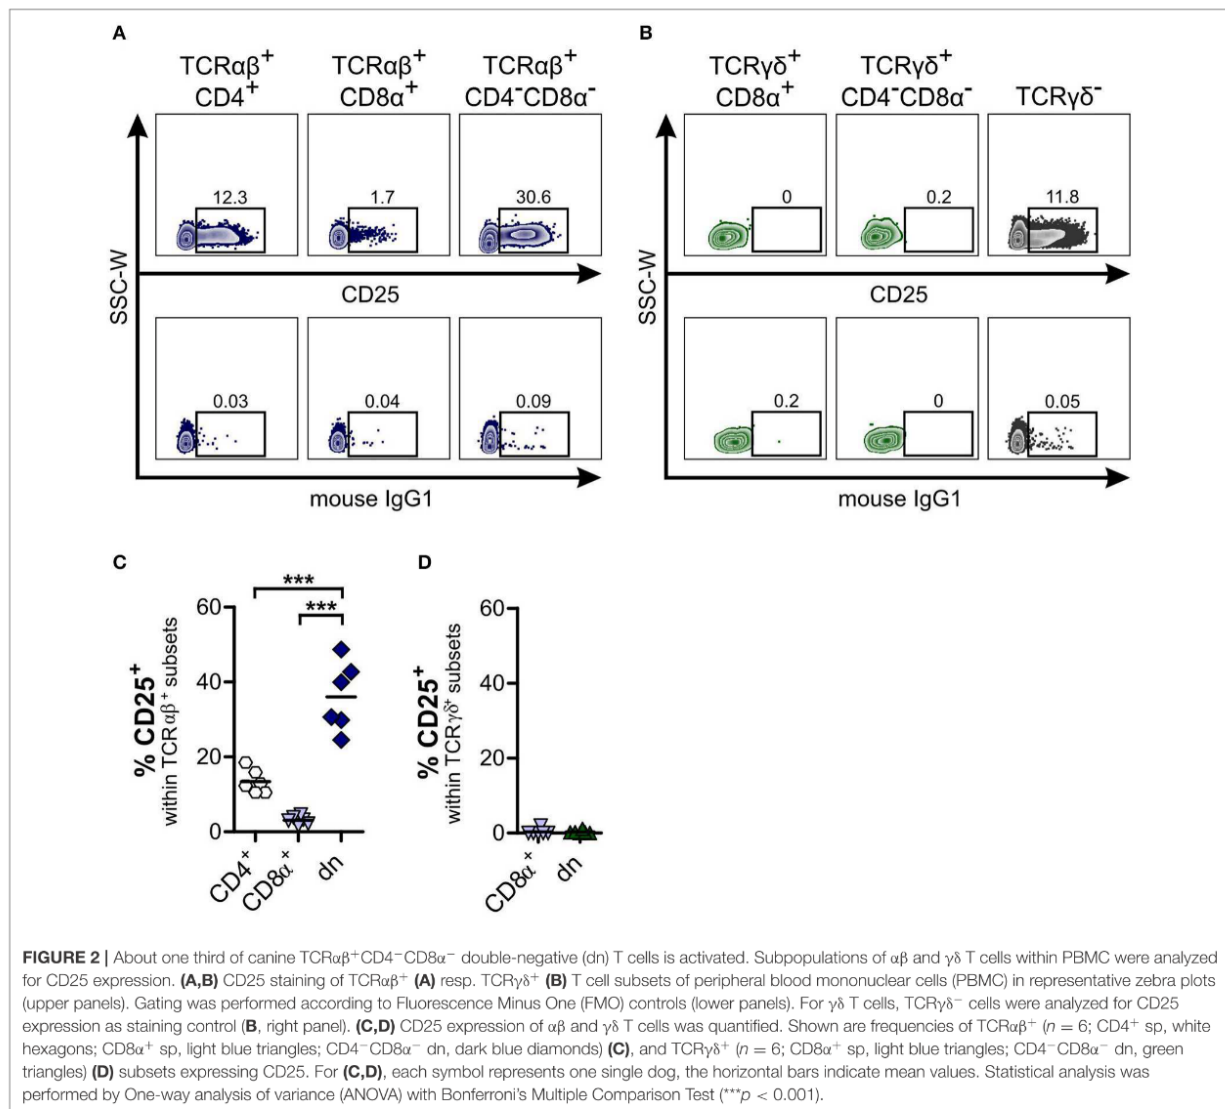 A
B
TCRαβ⁺
CD4⁺
TCRαβ⁺
CD8α⁺
TCRαβ⁺
CD4⁻CD8α⁻
TCRγδ⁺
CD8α⁺
TCRγδ⁺
CD4⁻CD8α⁻
TCRγδ⁻
SSC-W
12.3
1.7
30.6
CD25
0.03
0.04
0.09
mouse IgG1
SSC-W
0
0.2
11.8
CD25
0.2
0
0.05
mouse IgG1
C
% CD25⁺
within TCRαβ⁺ subsets
60
40
20
0
***
***
CD4⁺
CD8α⁺
dn
D
% CD25⁺
within TCRγδ⁺ subsets
60
40
20
0
CD8α⁺
dn
FIGURE 2 | About one third of canine TCRαβ⁺CD4⁻CD8α⁻ double-negative (dn) T cells is activated. Subpopulations of αβ and γδ T cells within PBMC were analyzed
for CD25 expression. (A,B) CD25 staining of TCRαβ⁺ (A) resp. TCRγδ⁺ (B) T cell subsets of peripheral blood mononuclear cells (PBMC) in representative zebra plots
(upper panels). Gating was performed according to Fluorescence Minus One (FMO) controls (lower panels). For γδ T cells, TCRγδ⁻ cells were analyzed for CD25
expression as staining control (B, right panel). (C,D) CD25 expression of αβ and γδ T cells was quantified. Shown are frequencies of TCRαβ⁺ (n = 6; CD4⁺ sp, white
hexagons; CD8α⁺ sp, light blue triangles; CD4⁻CD8α⁻ dn, dark blue diamonds) (C), and TCRγδ⁺ (n = 6; CD8α⁺ sp, light blue triangles; CD4⁻CD8α⁻ dn, green
triangles) (D) subsets expressing CD25. For (C,D), each symbol represents one single dog, the horizontal bars indicate mean values. Statistical analysis was
performed by One-way analysis of variance (ANOVA) with Bonferroni's Multiple Comparison Test (***p < 0.001).